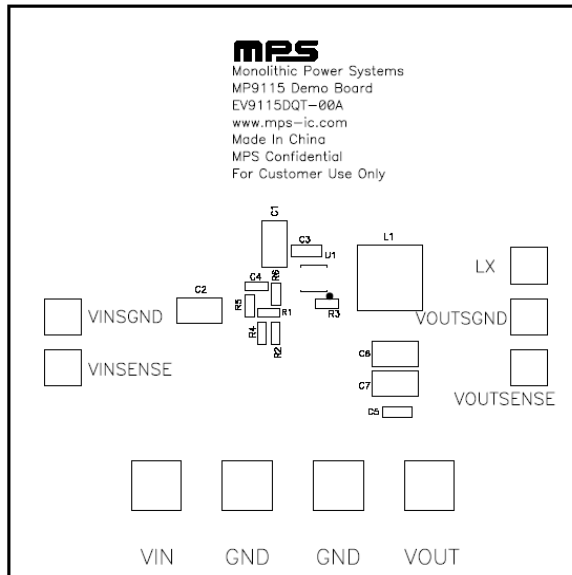 MPS
Monolithic Power Systems
MP9115 Demo Board
EV9115DQT-00A
www.mps-ic.com
Made In China
MPS Confidential
For Customer Use Only
C1
C3
U1
L1
LX
C4
R6
C2
R5
R1
R3
VINSGND
VOUTSGND
R4
R2
C6
VINSENSE
C7
VOUTSENSE
C5
VIN GND GND VOUT